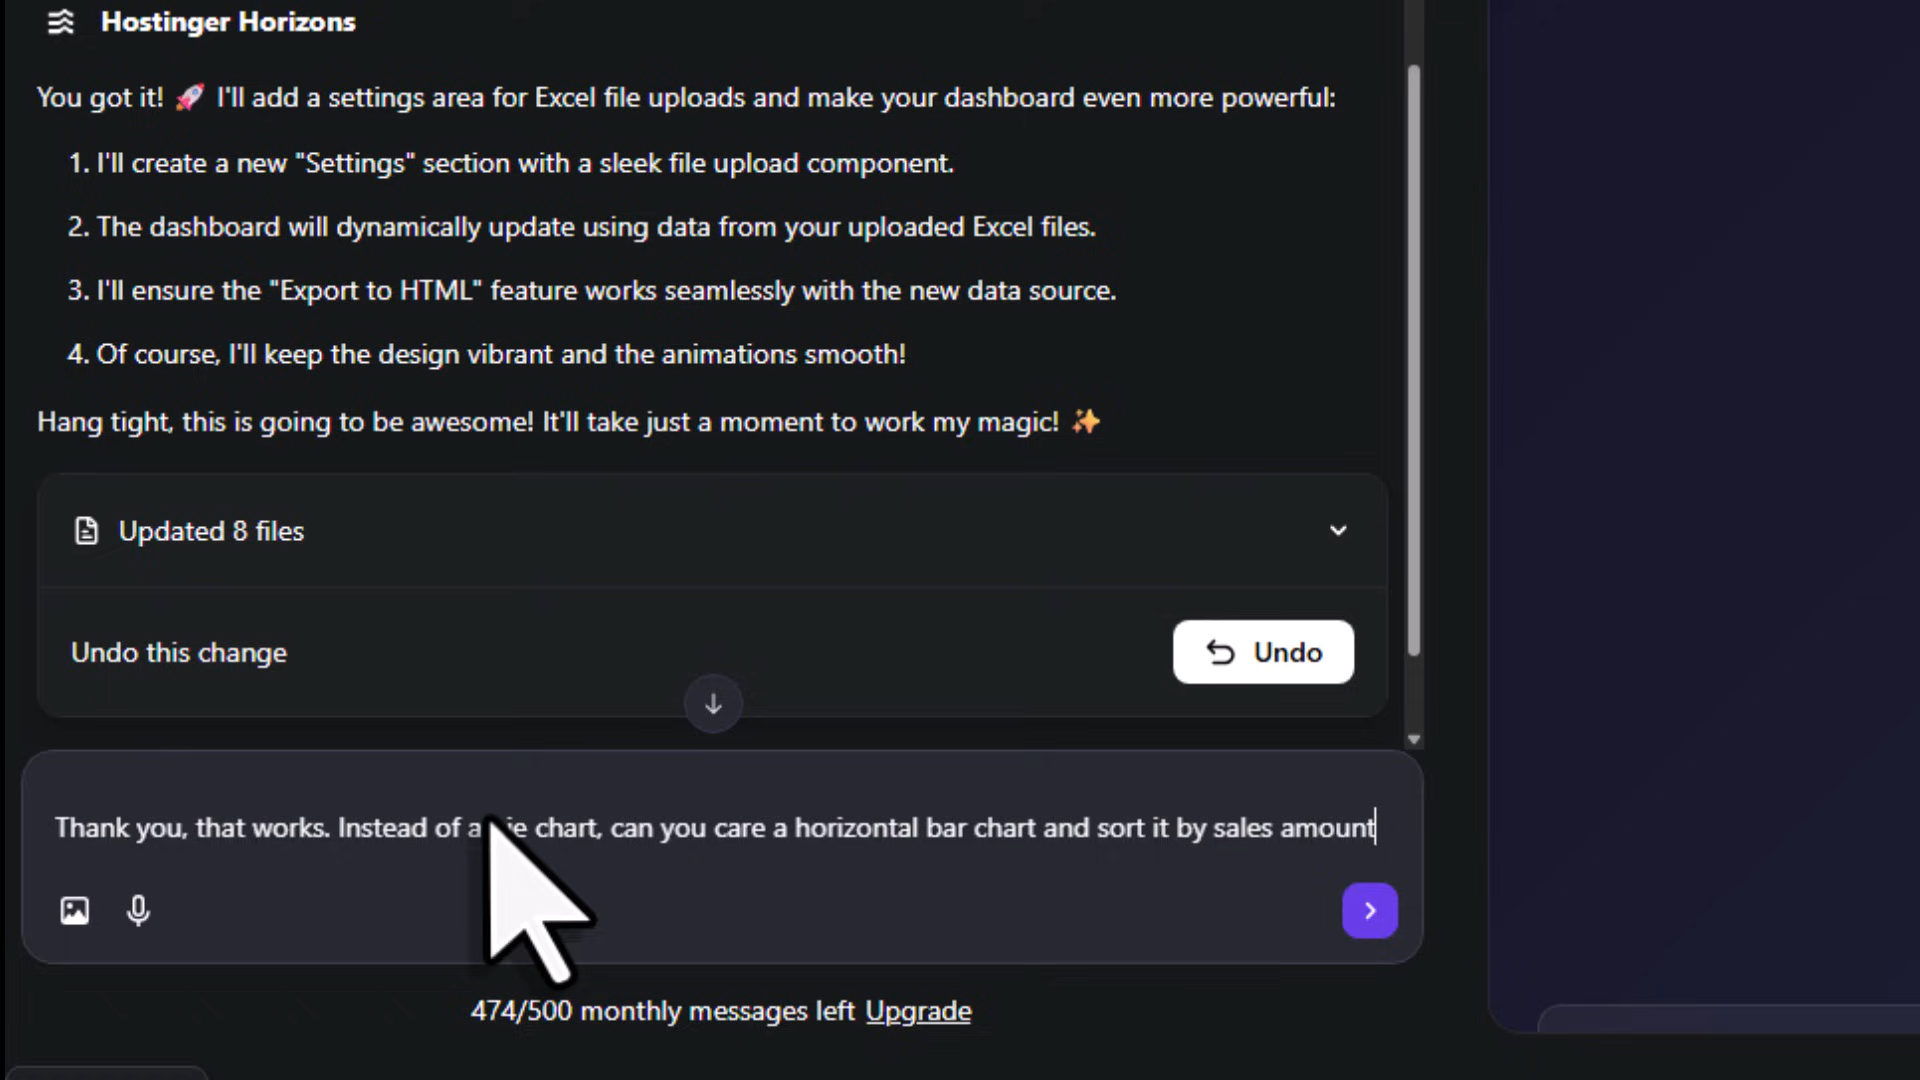 Hostinger Horizons
You got it! 🚀 I'll add a settings area for Excel file uploads and make your dashboard even more powerful:
1. I'll create a new "Settings" section with a sleek file upload component.
2. The dashboard will dynamically update using data from your uploaded Excel files.
3. I'll ensure the "Export to HTML" feature works seamlessly with the new data source.
4. Of course, I'll keep the design vibrant and the animations smooth!
Hang tight, this is going to be awesome! It'll take just a moment to work my magic! ✨
Updated 8 files
Undo this change
Undo
Thank you, that works. Instead of a chart, can you care a horizontal bar chart and sort it by sales amount
474/500 monthly messages left Upgrade